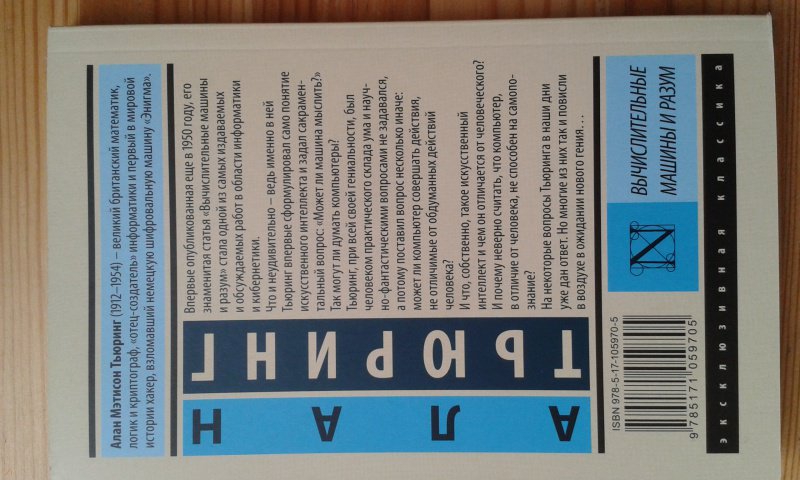 Алан Мэтисон Тьюринг (1912–1954) – великий британский математик,
логик и криптограф, «отец-создатель» информатики и первый в мировой
истории хакер, взломавший немецкую шифровальную машину «Энигма».
АЛАН
ТЬЮРИНГ
Впервые опубликованная еще в 1950 году, его
знаменитая статья «Вычислительные машины
и разум» стала одной из самых издаваемых
и обсуждаемых работ в области информатики
и кибернетики.
Что и неудивительно – ведь именно в ней
Тьюринг впервые сформулировал само понятие
искусственного интеллекта и задал сакрамен-
тальный вопрос: «Может ли машина мыслить?»
Так могут ли думать компьютеры?
Тьюринг, при всей своей гениальности, был
человеком практического склада ума и науч-
но-фантастическими вопросами не задавался,
а потому поставил вопрос несколько иначе:
может ли компьютер совершать действия,
не отличимые от обдуманных действий
человека?
И что, собственно, такое искусственный
интеллект и чем он отличается от человеческого?
И почему неверно считать, что компьютер,
в отличие от человека, не способен на самопо-
знание?
На некоторые вопросы Тьюринга в наши дни
уже дан ответ. Но многие из них так и повисли
в воздухе в ожидании нового гения...
ISBN 978-5-17-105970-5
9 785171 059705
N
ВЫЧИСЛИТЕЛЬНЫЕ
МАШИНЫ И РАЗУМ
эксклюзивная классика